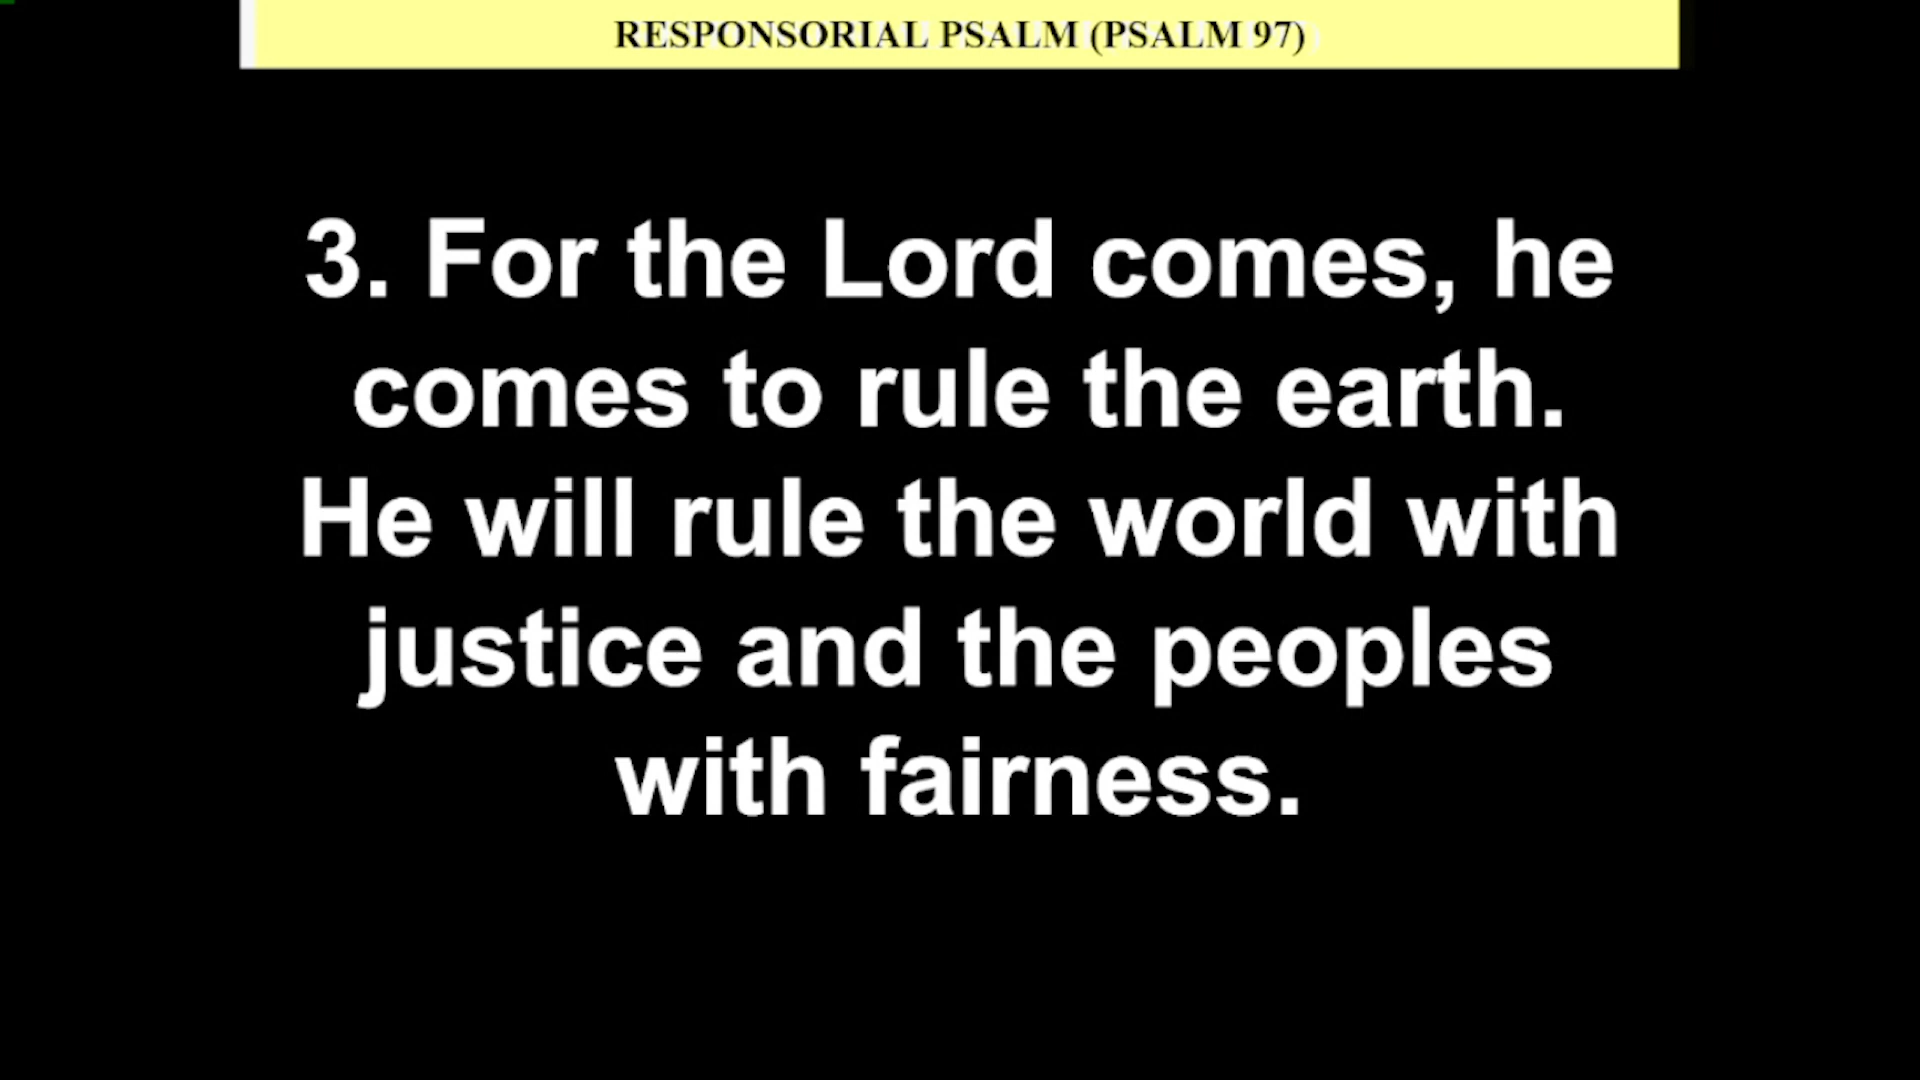 RESPONSORIAL PSALM (PSALM 97)
3. For the Lord comes, he
comes to rule the earth.
He will rule the world with
justice and the peoples
with fairness.